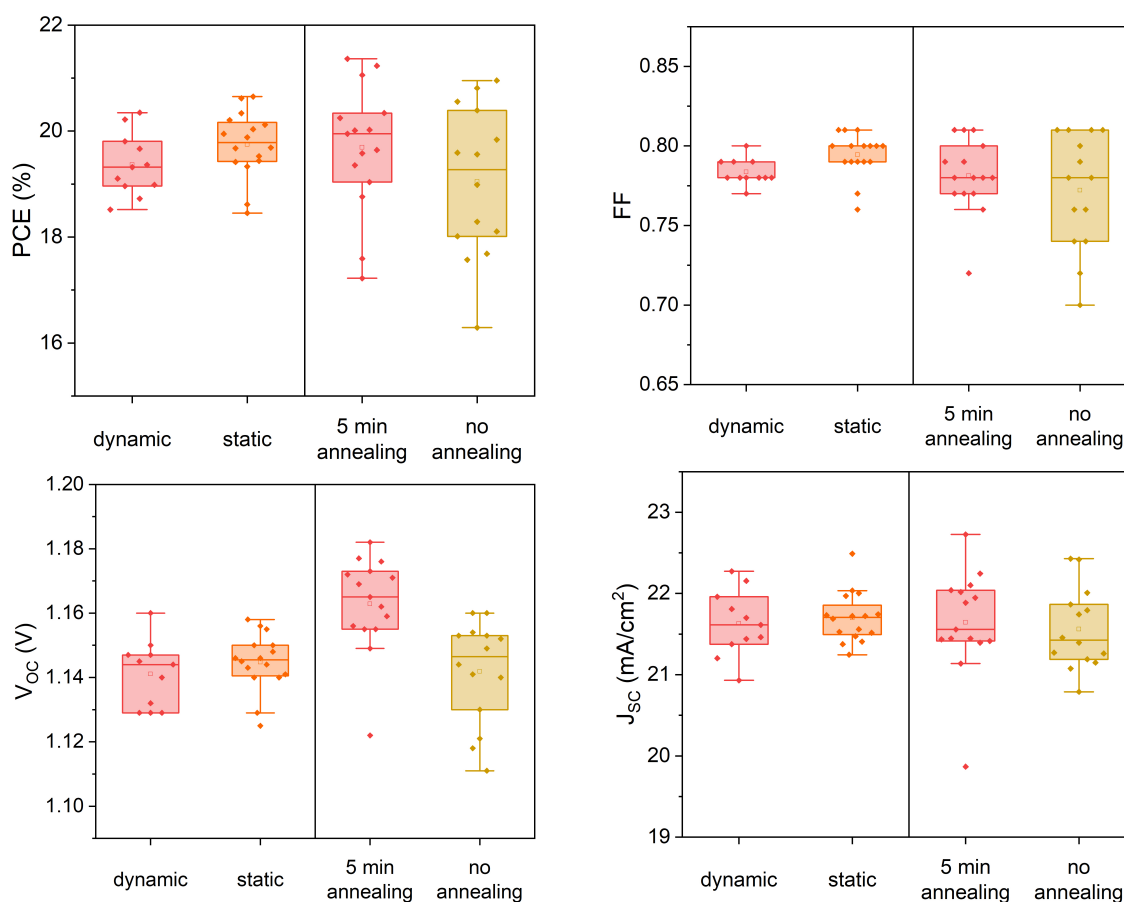 22
20
18
16
PCE (%)
dynamic
static
5 min
annealing
no
annealing
0.85
0.80
0.75
0.70
0.65
FF
dynamic
static
5 min
annealing
no
annealing
1.20
1.18
1.16
1.14
1.12
1.10
V_OC (V)
dynamic
static
5 min
annealing
no
annealing
23
22
21
20
19
J_SC (mA/cm²)
dynamic
static
5 min
annealing
no
annealing